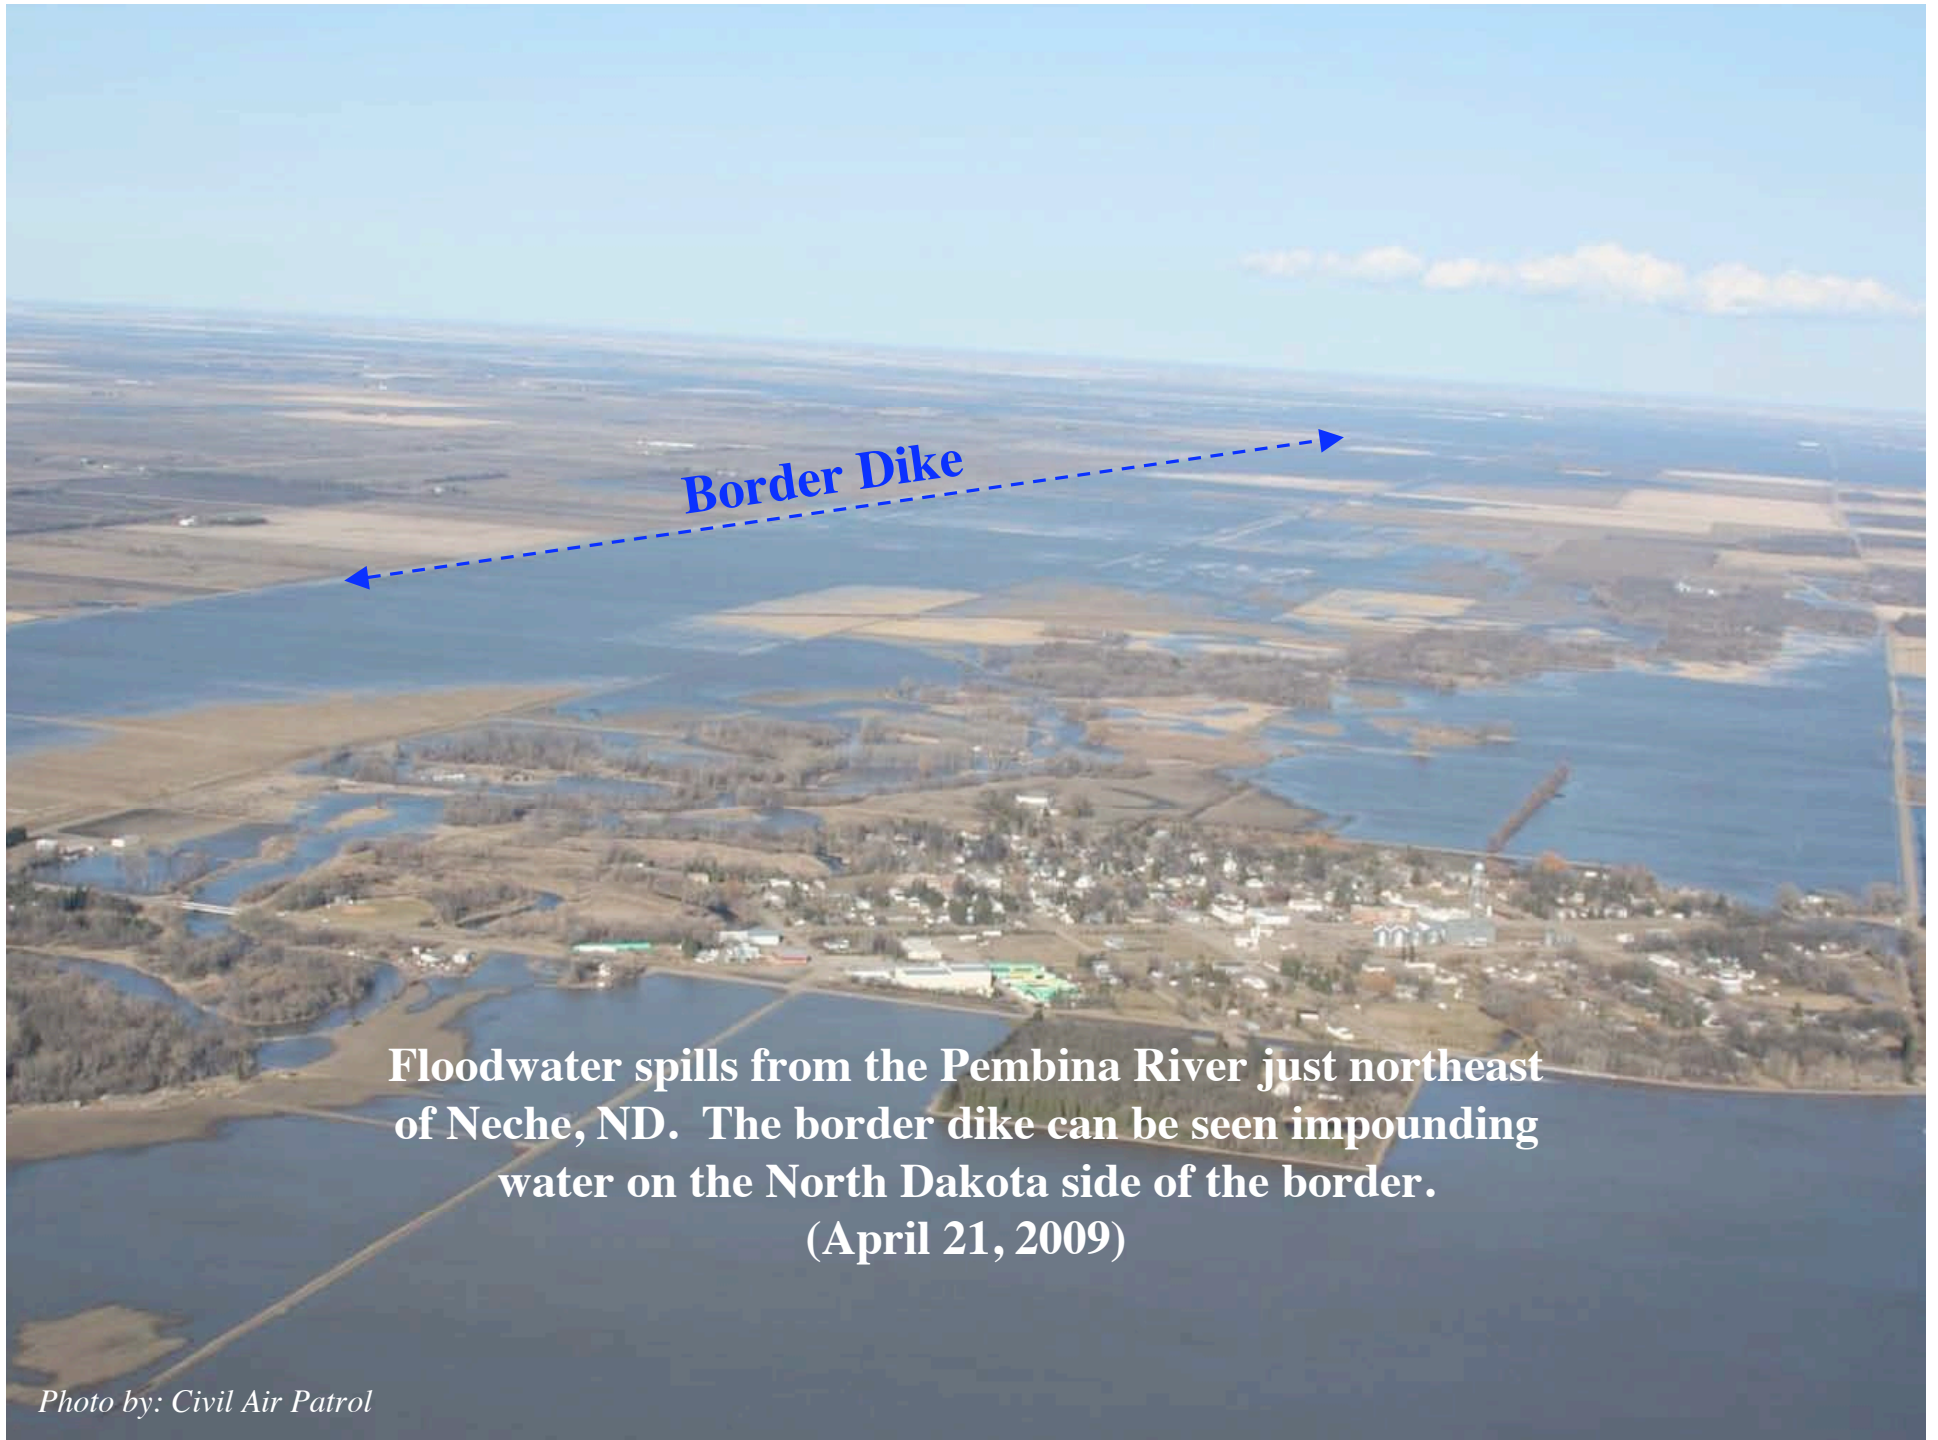 Border Dike
Floodwater spills from the Pembina River just northeast
of Neche, ND.  The border dike can be seen impounding
water on the North Dakota side of the border.
(April 21, 2009)
Photo by: Civil Air Patrol